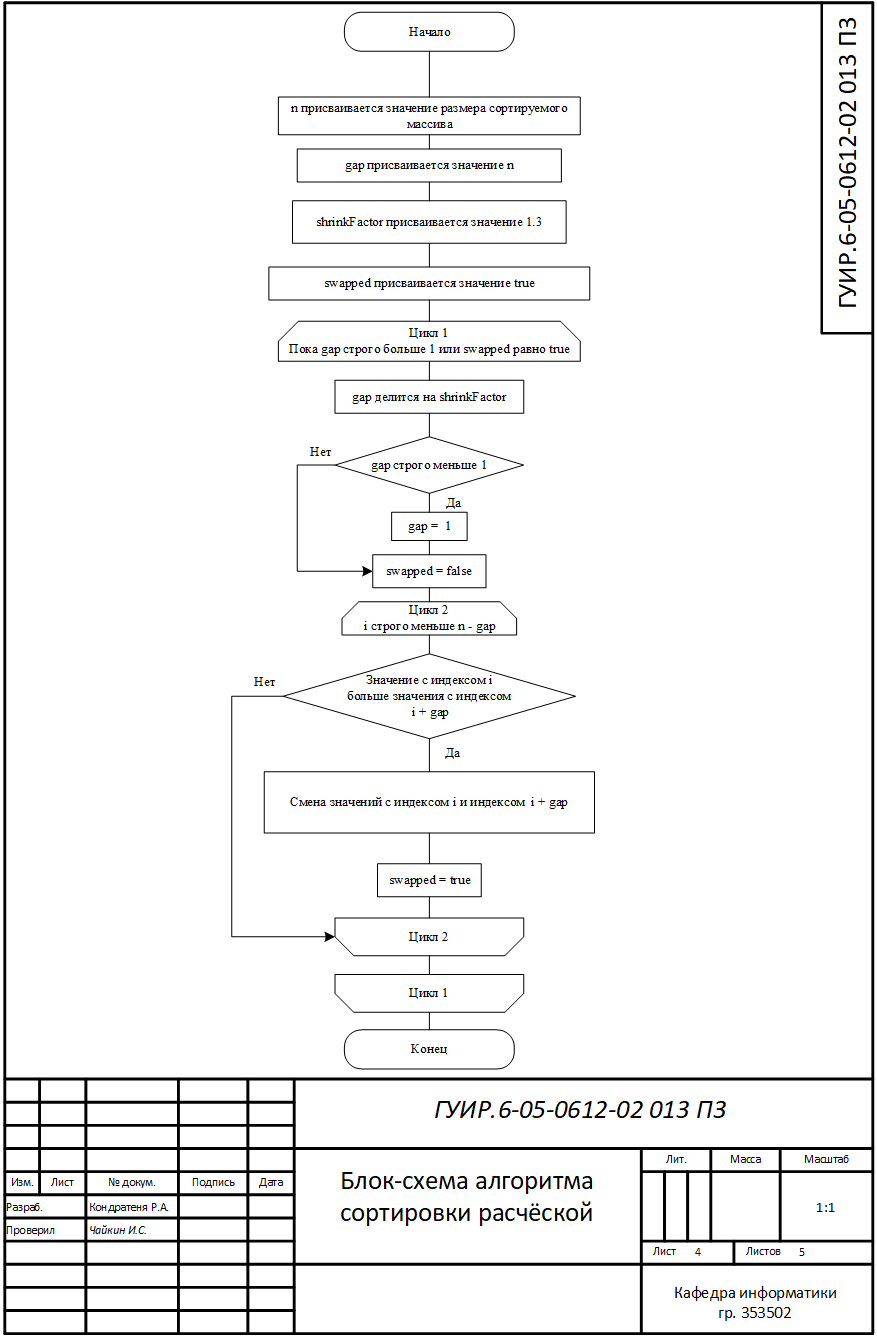 Начало
ГУИР.6-05-0612-02 013 ПЗ
n присваивается значение размера сортируемого
массива
gap присваивается значение n
shrinkFactor присваивается значение 1.3
swapped присваивается значение true
Цикл 1
Пока gap строго больше 1 или swapped равно true
gap делится на shrinkFactor
Нет
gap строго меньше 1
Да
gap = 1
swapped = false
Цикл 2
i строго меньше n - gap
Нет
Значение с индексом i
больше значения с индексом
i + gap
Да
Смена значений с индексом i и индексом i + gap
swapped = true
Цикл 2
Цикл 1
Конец
ГУИР.6-05-0612-02 013 ПЗ
Изм. Лист № докум. Подпись Дата
Разраб. Кондратеня Р.А.
Проверил Чайкин И.С.
Блок-схема алгоритма
сортировки расчёской
Лит. Масса Масштаб
1:1
Лист 4 Листов 5
Кафедра информатики
гр. 353502